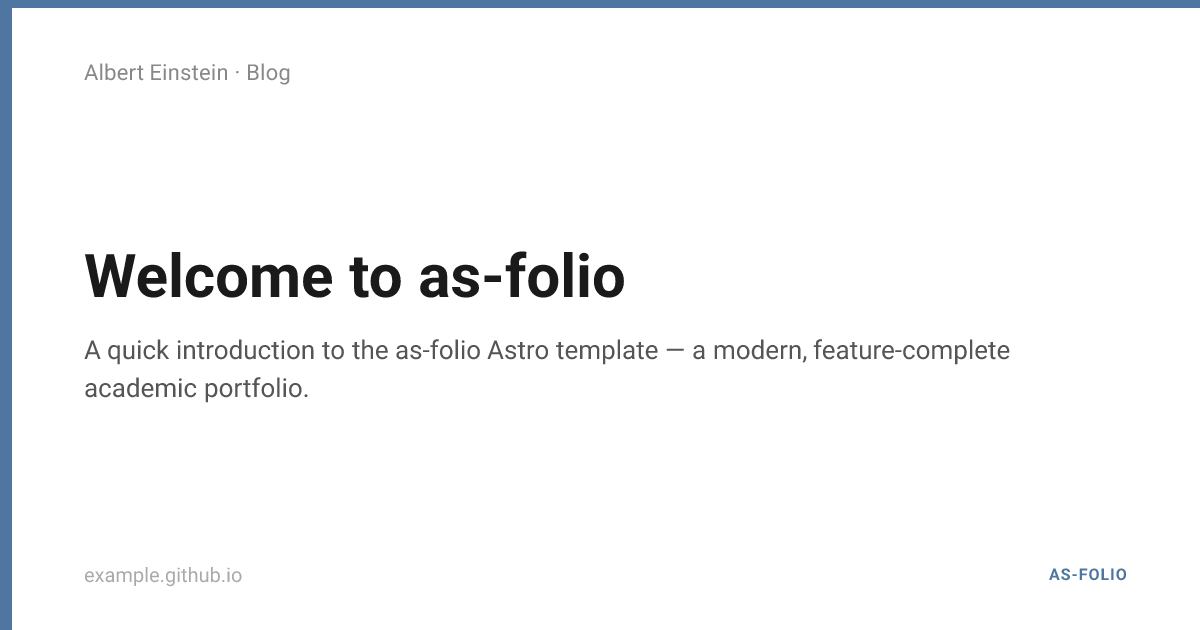 Albert Einstein · Blog
Welcome to as-folio
A quick introduction to the as-folio Astro template — a modern, feature-complete
academic portfolio.
example.github.io
AS-FOLIO